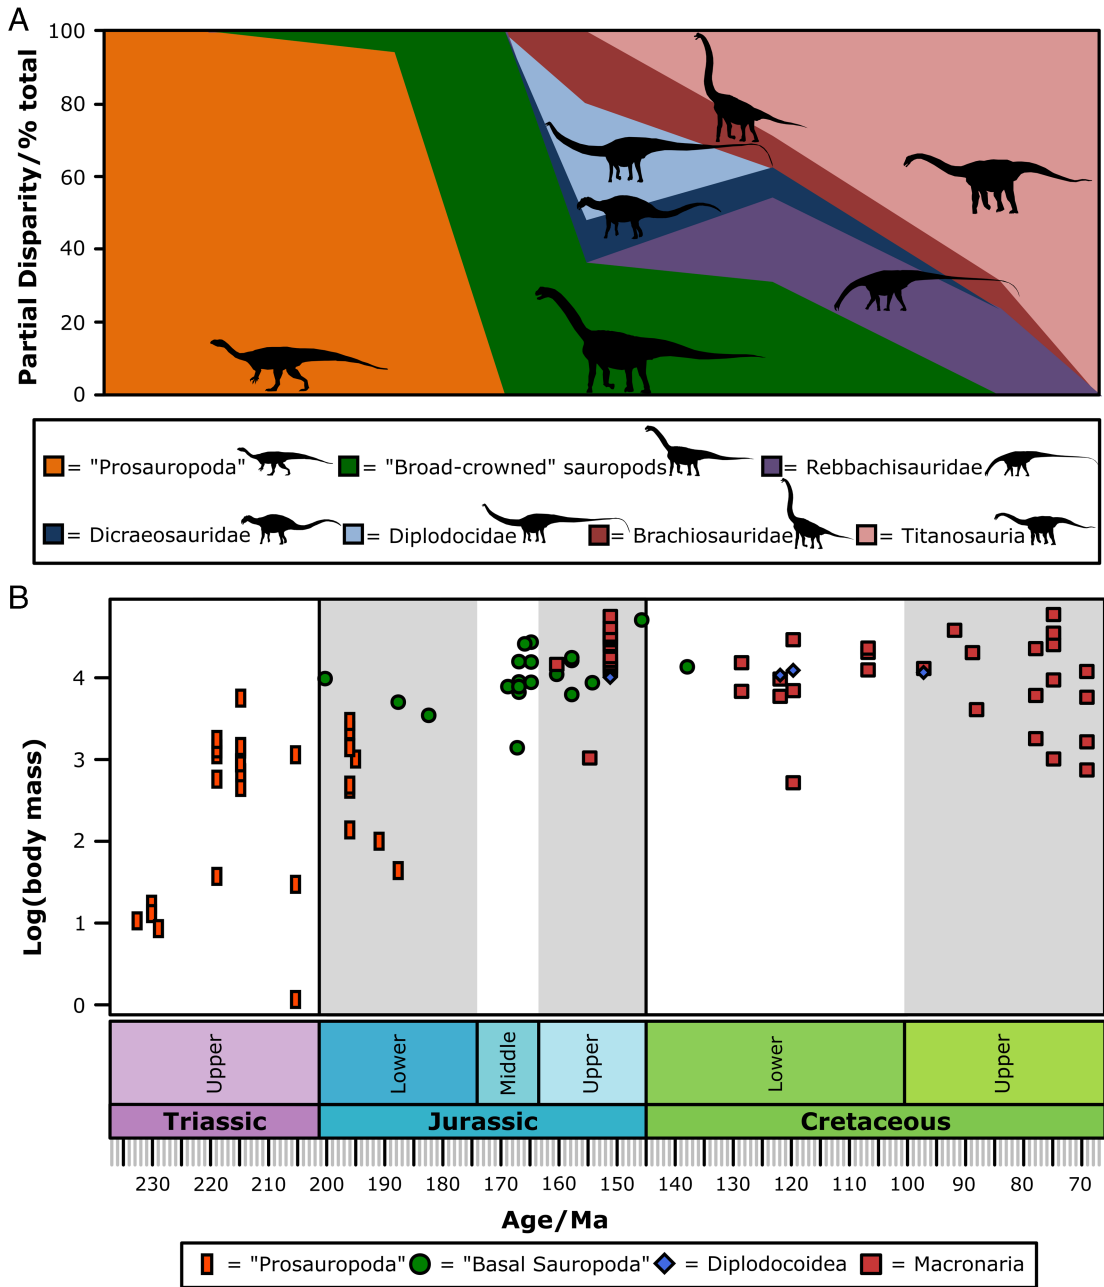 A
Partial Disparity/% total
100
80
60
40
20
0
= "Prosauropoda"
= "Broad-crowned" sauropods
= Rebbachisauridae
= Dicraeosauridae
= Diplodocidae
= Brachiosauridae
= Titanosauria
B
Log(body mass)
4
3
2
1
0
Upper
Lower
Middle
Upper
Lower
Upper
Triassic
Jurassic
Cretaceous
230 220 210 200 190 180 170 160 150 140 130 120 110 100 90 80 70
Age/Ma
= "Prosauropoda" = "Basal Sauropoda" = Diplodocoidea = Macronaria